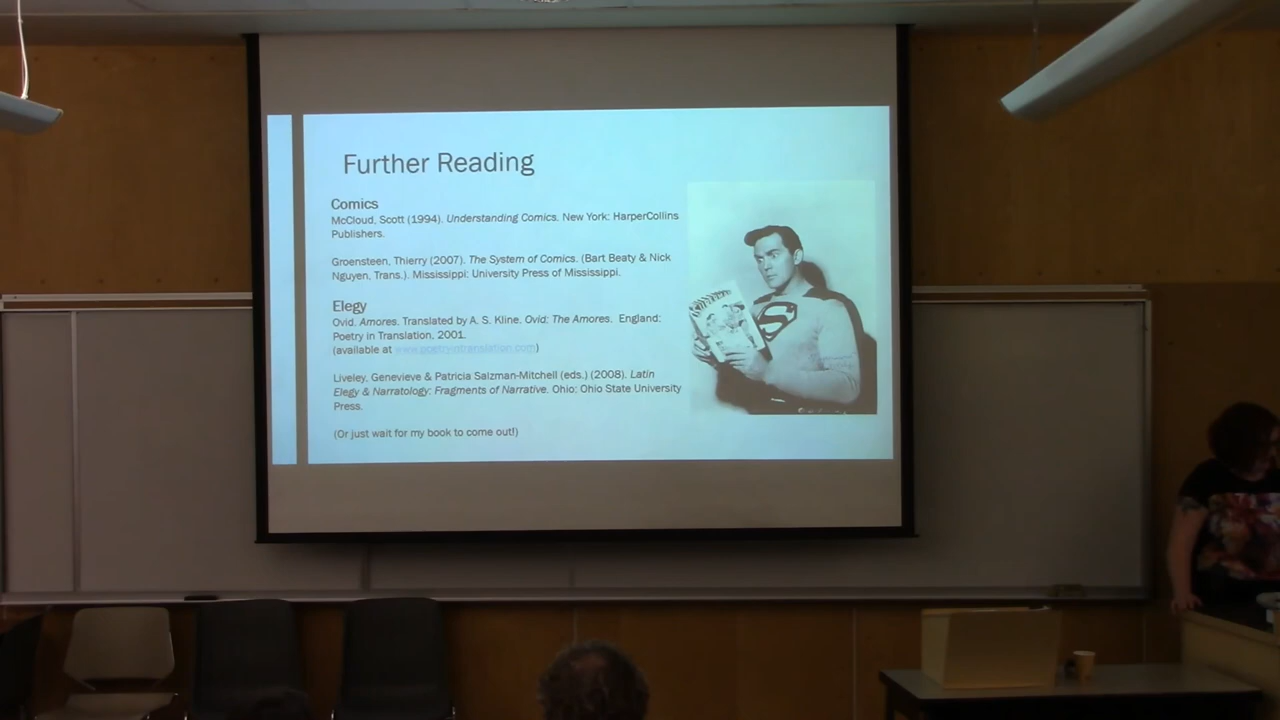 Further Reading
Comics
McCloud, Scott (1994). Understanding Comics. New York: HarperCollins
Publishers.
Groensteen, Thierry (2007). The System of Comics. (Bart Beaty & Nick
Nguyen, Trans.). Mississippi: University Press of Mississippi.
Elegy
Ovid. Amores. Translated by A. S. Kline. Ovid: The Amores. England:
Poetry in Translation, 2001.
(available at www.poetryintranslation.com)
Liveley, Genevieve & Patricia Salzman-Mitchell (eds.) (2008). Latin
Elegy & Narratology: Fragments of Narrative. Ohio: Ohio State University
Press.
(Or just wait for my book to come out!)
S